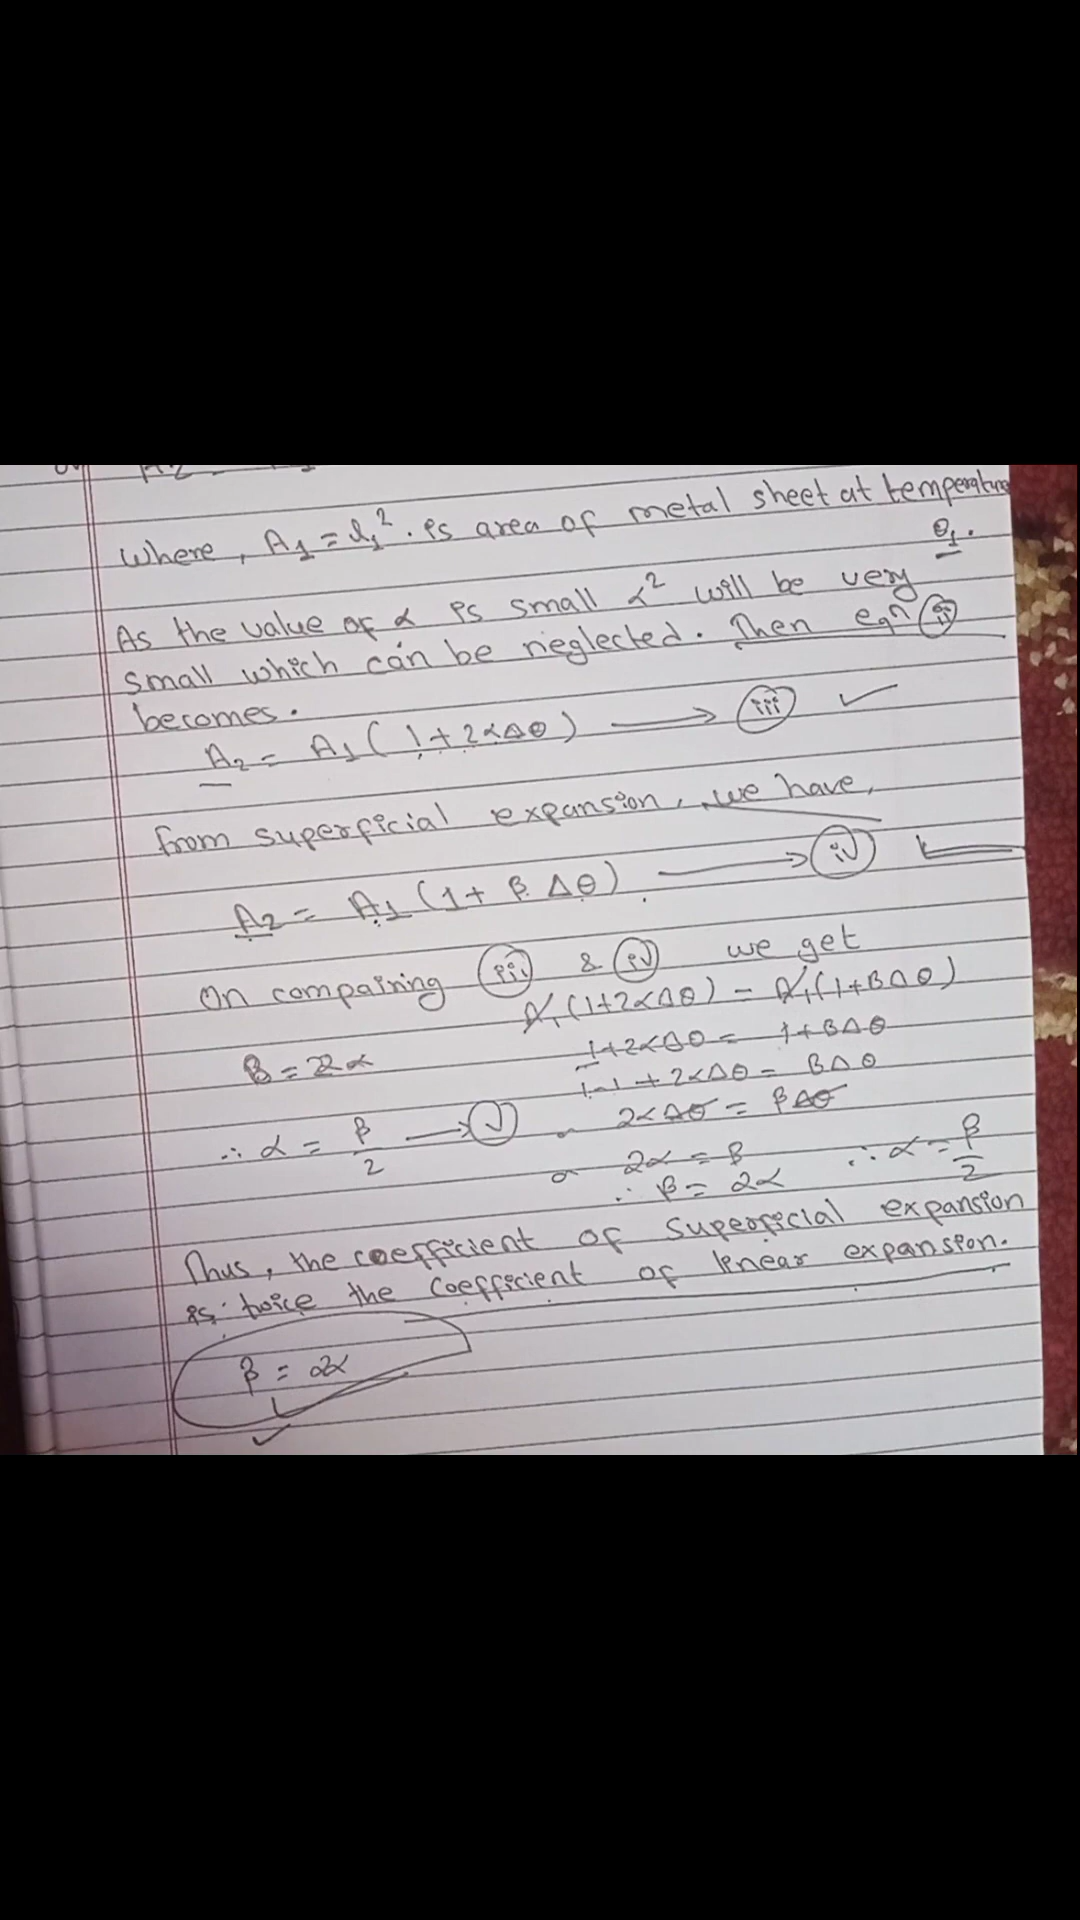 Where, A₁ = l₁². is area of metal sheet at temperature
θ₁.
As the value of α is small α² will be very
small which can be neglected. Then eqn (ii)
becomes.
A₂ = A₁ ( 1 + 2αΔθ ) → (iii) ✓
from superficial expansion, we have,
A₂ = A₁ (1 + β Δθ) → (iv)
On compairing (iii) & (iv) we get
A₁(1+2αΔθ) = A₁(1+βΔθ)
β = 2α
1+2αΔθ = 1+βΔθ
1-1 + 2αΔθ = βΔθ
∴ α = β/2 → (v)
2αΔθ = βΔθ
or 2α = β
∴ β = 2α ∴ α = β/2
Thus, the coefficient of superficial expansion
is twice the coefficient of linear expansion.
β = 2α